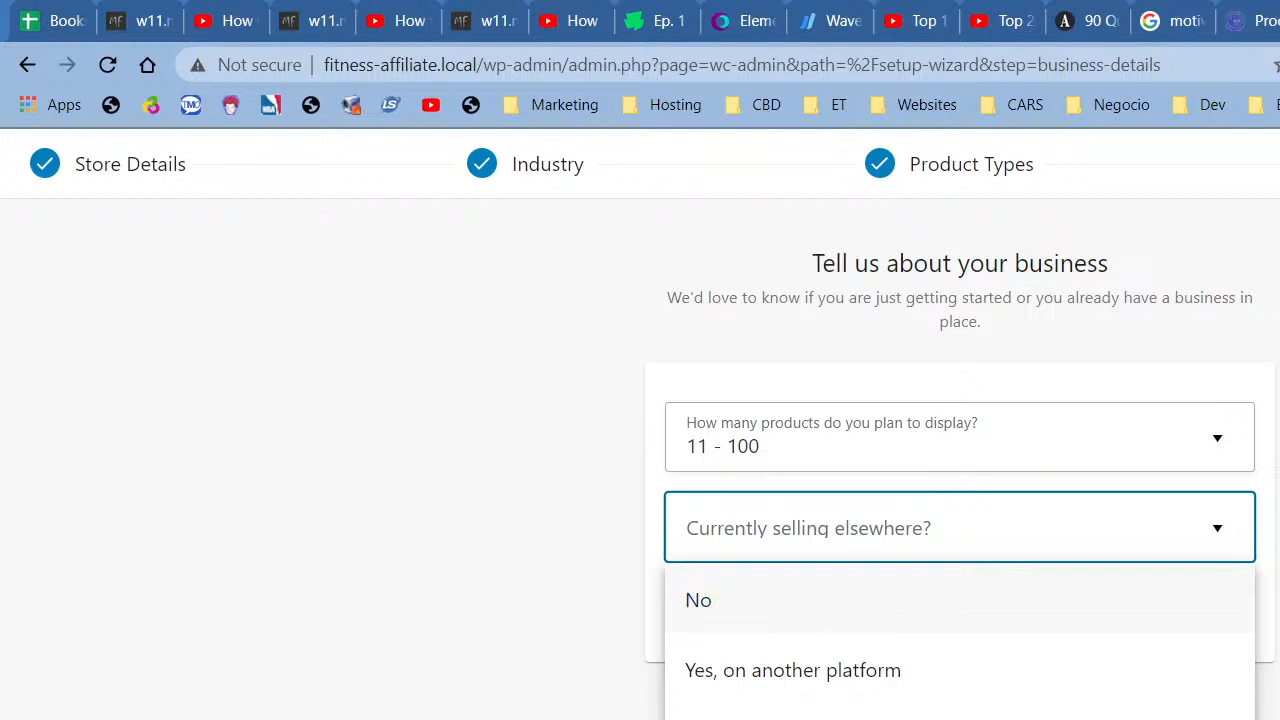 Book
w11.r
How
w11.r
How
w11.r
How
Ep. 1
Eleme
Wave
Top 1
Top 2
90 Q
motiv
Prod
Not secure | fitness-affiliate.local/wp-admin/admin.php?page=wc-admin&path=%2Fsetup-wizard&step=business-details
Apps
Marketing
Hosting
CBD
ET
Websites
CARS
Negocio
Dev
Store Details
Industry
Product Types
Tell us about your business
We'd love to know if you are just getting started or you already have a business in
place.
How many products do you plan to display?
11 - 100
Currently selling elsewhere?
No
Yes, on another platform